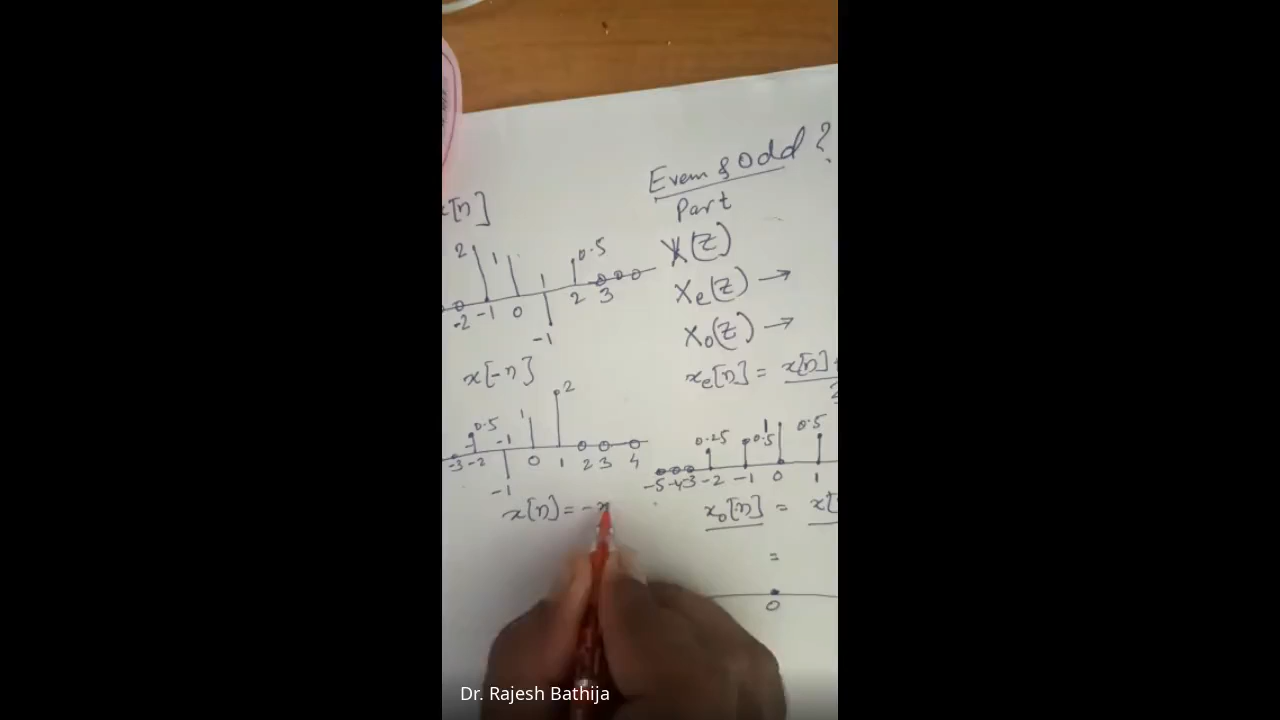 Even & Odd ?
Part
x[n]
X(z)
2 1 1 0.5
Xe(z) →
-2 -1 0 2 3
-1
Xo(z) →
x[-n]
xe[n] = x[n]
2
0.5 -1 1
-3 -2 0 1 2 3 4
-1
0.25 0.5 1 0.5
-5 -4 -3 -2 -1 0 1
x[n] = -x
xo[n] = x[
=
0
Dr. Rajesh Bathija